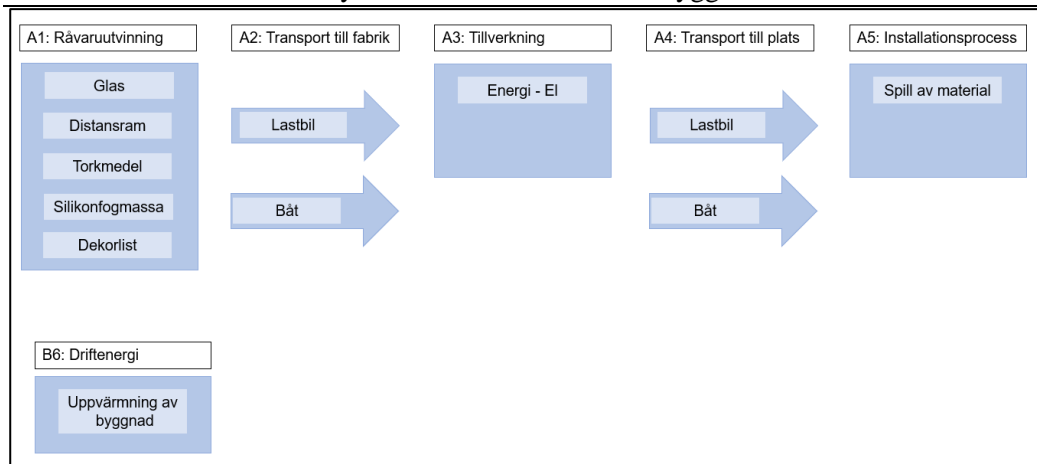 A1: Råvaruutvinning
A2: Transport till fabrik
A3: Tillverkning
A4: Transport till plats
A5: Installationsprocess
Glas
Distansram
Torkmedel
Silikonfogmassa
Dekorlist
Lastbil
Båt
Energi - El
Lastbil
Båt
Spill av material
B6: Driftenergi
Uppvärmning av
byggnad